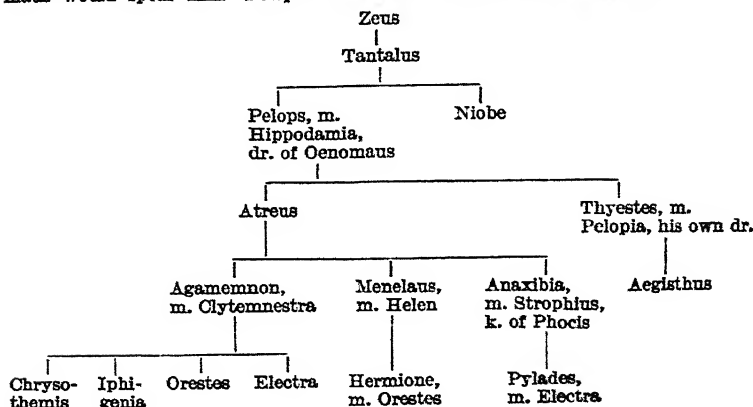 Zeus
Tantalus
Pelops, m. Niobe
Hippodamia,
dr. of Oenomaus
Atreus Thyestes, m.
Pelopia, his own dr.
Agamemnon, Menelaus, Anaxibia, Aegisthus
m. Clytemnestra m. Helen m. Strophius,
k. of Phocis
Chryso- Iphi- Orestes Electra Hermione, Pylades,
themis genia m. Orestes m. Electra